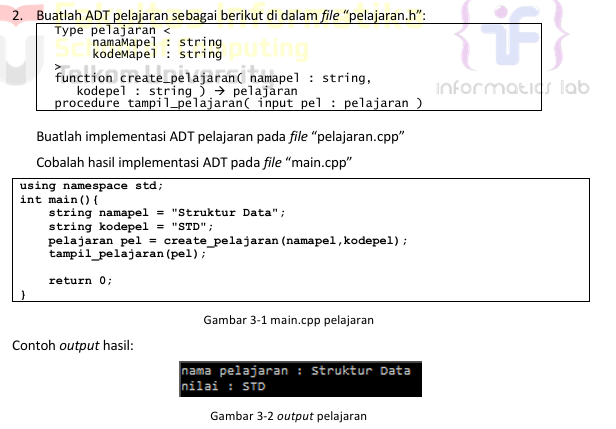 2. Buatlah ADT pelajaran sebagai berikut di dalam file “pelajaran.h”:
Type pelajaran <
namaMapel : string
kodeMapel : string
>
function create_pelajaran( namapel : string,
kodepel : string ) → pelajaran
procedure tampil_pelajaran( input pel : pelajaran )
informatics lab
Buatlah implementasi ADT pelajaran pada file “pelajaran.cpp”
Cobalah hasil implementasi ADT pada file “main.cpp”
using namespace std;
int main(){
string namapel = "Struktur Data";
string kodepel = "STD";
pelajaran pel = create_pelajaran(namapel,kodepel);
tampil_pelajaran(pel);
return 0;
}
Gambar 3-1 main.cpp pelajaran
Contoh output hasil:
nama pelajaran : Struktur Data
nilai : STD
Gambar 3-2 output pelajaran